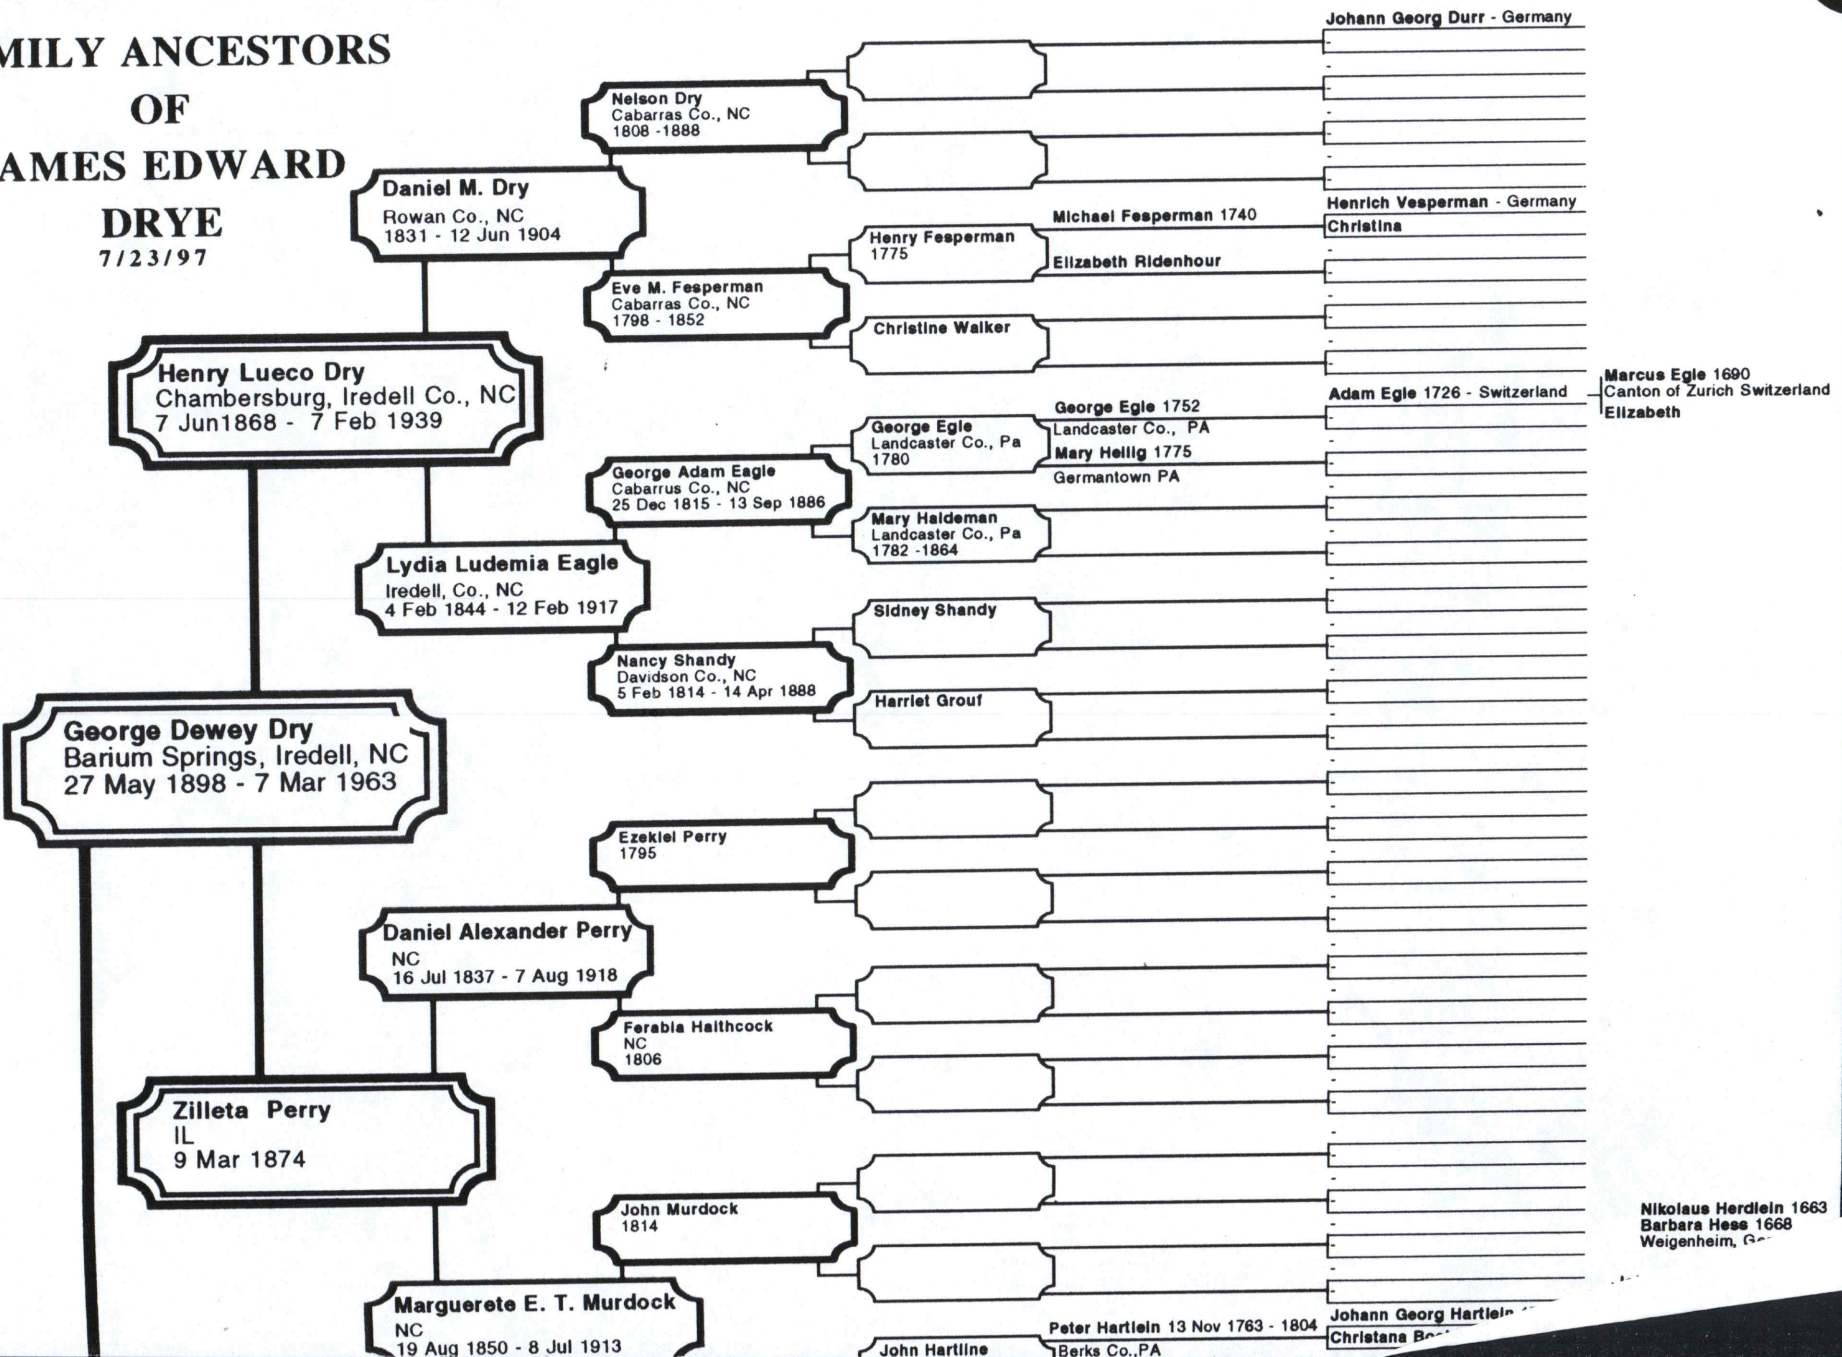 MILY ANCESTORS
OF
AMES EDWARD
DRYE
7/23/97
George Dewey Dry
Barium Springs, Iredell, NC
27 May 1898 - 7 Mar 1963
Henry Lueco Dry
Chambersburg, Iredell Co., NC
7 Jun1868 - 7 Feb 1939
Zilleta Perry
IL
9 Mar 1874
Daniel M. Dry
Rowan Co., NC
1831 - 12 Jun 1904
Lydia Ludemia Eagle
Iredell, Co., NC
4 Feb 1844 - 12 Feb 1917
Daniel Alexander Perry
NC
16 Jul 1837 - 7 Aug 1918
Marguerete E. T. Murdock
NC
19 Aug 1850 - 8 Jul 1913
Nelson Dry
Cabarras Co., NC
1808 -1888
Eve M. Fesperman
Cabarras Co., NC
1798 - 1852
George Adam Eagle
Cabarrus Co., NC
25 Dec 1815 - 13 Sep 1886
Nancy Shandy
Davidson Co., NC
5 Feb 1814 - 14 Apr 1888
Ezekiel Perry
1795
Ferabia Haithcock
NC
1806
John Murdock
1814
Henry Fesperman
1775
Christine Walker
George Egle
Landcaster Co., Pa
1780
Mary Haldeman
Landcaster Co., Pa
1782 -1864
Sidney Shandy
Harriet Grouf
John Hartline
Michael Fesperman 1740
Elizabeth Ridenhour
George Egle 1752
Landcaster Co., PA
Mary Heilig 1775
Germantown PA
Peter Hartlein 13 Nov 1763 - 1804
Berks Co.,PA
Johann Georg Durr - Germany
Henrich Vesperman - Germany
Christina
Adam Egle 1726 - Switzerland
Johann Georg Hartlein
Christana
Marcus Egle 1690
Canton of Zurich Switzerland
Elizabeth
Nikolaus Herdlein 1663
Barbara Hess 1668
Weigenheim,